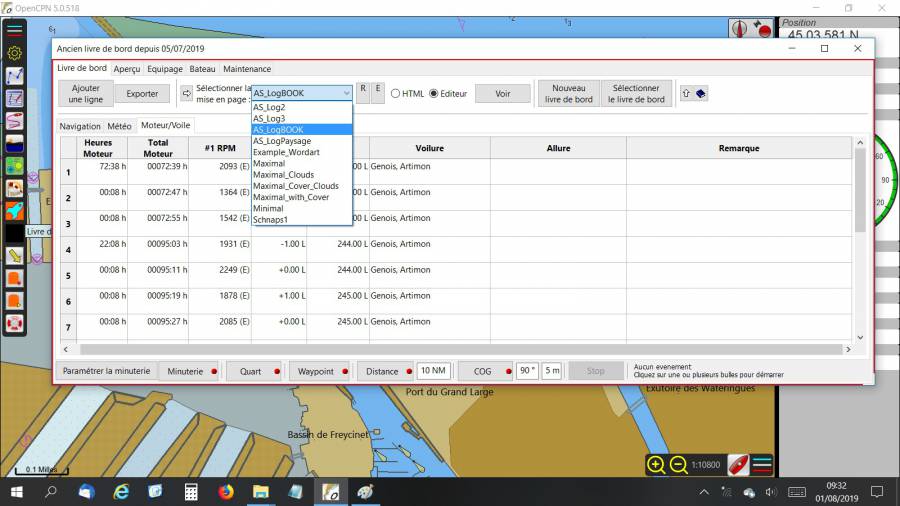 OpenCPN 5.0.518
Position
45 03.581 N
Ancien livre de bord depuis 05/07/2019
Livre de bord Aperçu Equipage Bateau Maintenance
Ajouter une ligne
Exporter
Sélectionner la mise en page :
AS_LogBOOK
R E
HTML Editeur
Voir
Nouveau livre de bord
Sélectionner le livre de bord
AS_Log2
AS_Log3
AS_LogBOOK
AS_LogPaysage
Example_Wordart
Maximal
Maximal_Clouds
Maximal_Cover_Clouds
Maximal_with_Cover
Minimal
Schnaps1
Navigation Météo Moteur/Voile
Heures Moteur Total Moteur #1 RPM Voilure Allure Remarque
1 72:38 h 00072:39 h 2093 (E) 00 L Genois, Artimon
2 00:08 h 00072:47 h 1364 (E) 00 L Genois, Artimon
3 00:08 h 00072:55 h 1542 (E) 00 L Genois, Artimon
4 22:08 h 00095:03 h 1931 (E) -1.00 L 244.00 L Genois, Artimon
5 00:08 h 00095:11 h 2249 (E) +0.00 L 244.00 L Genois, Artimon
6 00:08 h 00095:19 h 1878 (E) +1.00 L 245.00 L Genois, Artimon
7 00:08 h 00095:27 h 2085 (E) +0.00 L 245.00 L Genois, Artimon
Livre d
60
90
Paramétrer la minuterie Minuterie Quart Waypoint Distance 10 NM COG 90 ° 5 m Stop
Aucun evenement
Cliquez sur une ou plusieurs bulles pour démarrer
Port du Grand Large
Exutoire des Wateringues
Bassin de Freycinet
0.1 Milles
1:10800
09:32
01/08/2019